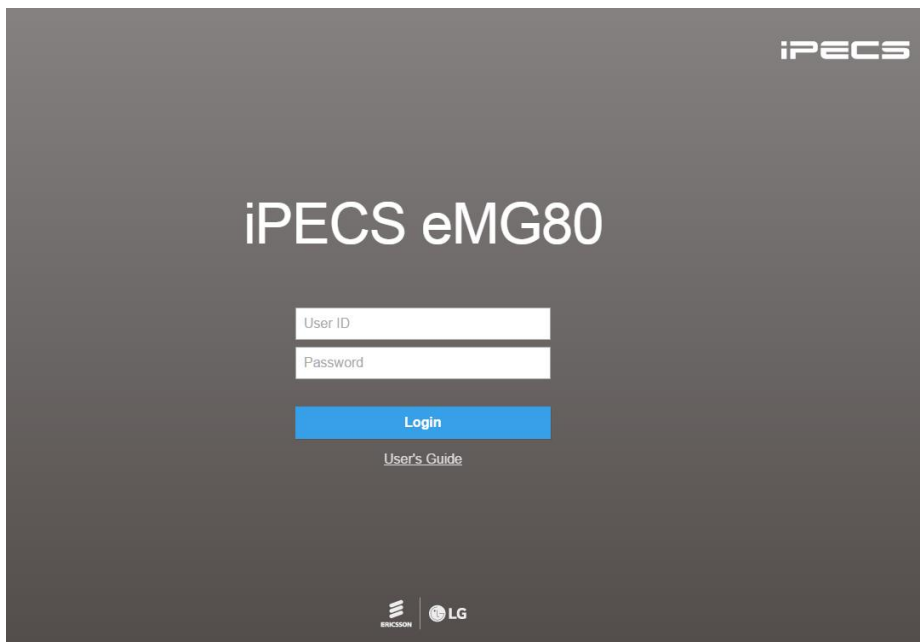 iPECS
iPECS eMG80
User ID
Password
Login
User's Guide
ERICSSON
LG